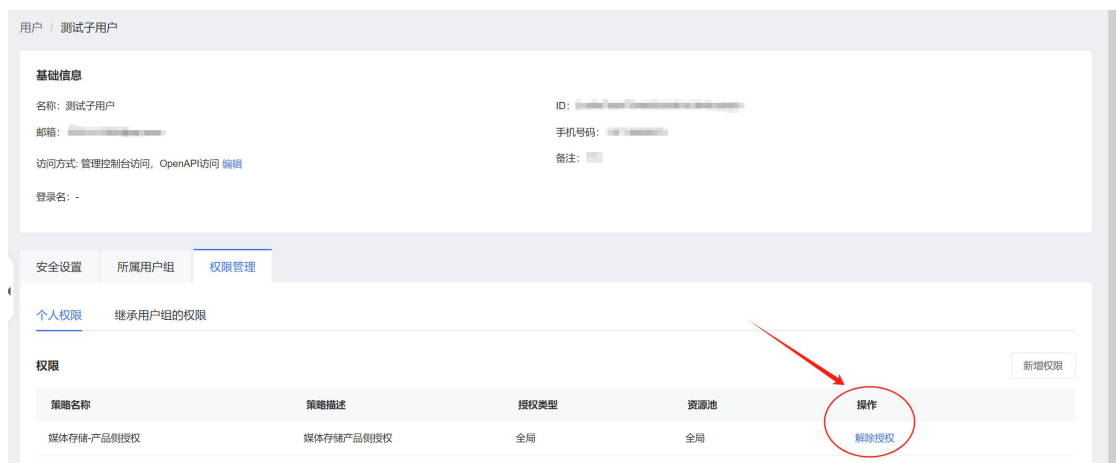 用户 / 测试子用户
基础信息
名称：测试子用户
ID：
邮箱：
手机号码：
访问方式: 管理控制台访问，OpenAPI访问 编辑
备注：
登录名：-
安全设置 所属用户组 权限管理
个人权限 继承用户组的权限
权限 新增权限
策略名称 策略描述 授权类型 资源池 操作
媒体存储-产品侧授权 媒体存储产品侧授权 全局 全局 解除授权